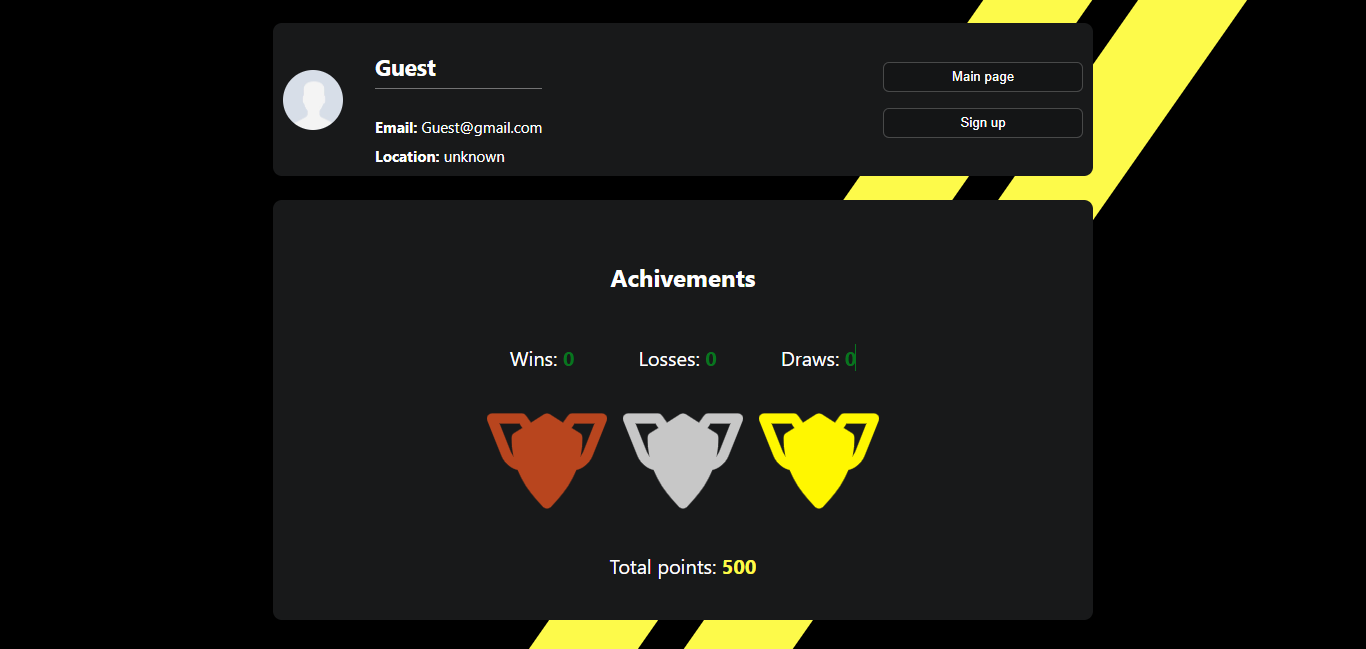 Guest
Main page
Email: Guest@gmail.com
Sign up
Location: unknown
Achivements
Wins: 0 Losses: 0 Draws: 0
Total points: 500